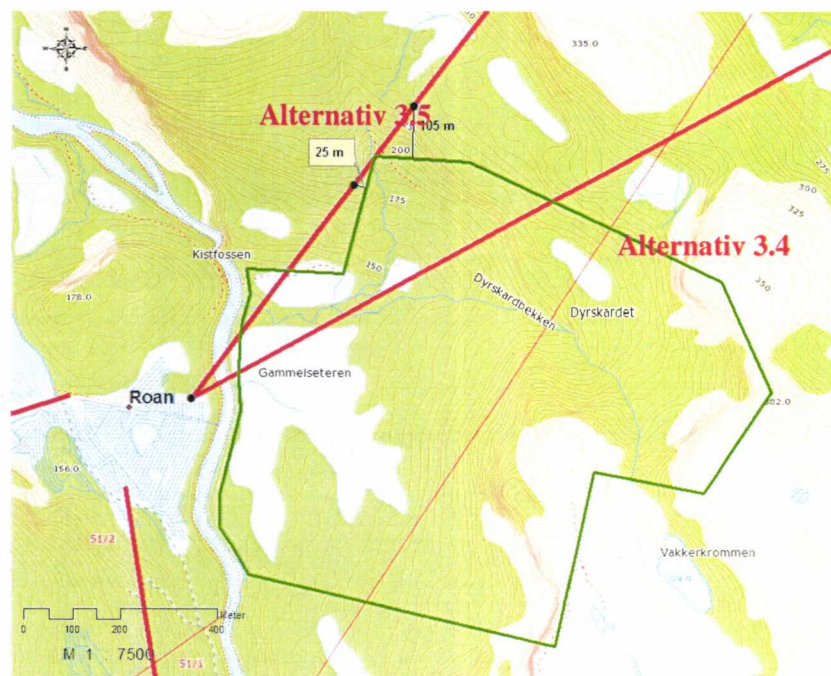 335.0
Alternativ 3.5
105 m
25 m
200
175
225
300
325
350
Kistfossen
Alternativ 3.4
150
178.0
Dyrskardbekken
Dyrskardet
Gammelseteren
Roan
382.0
156.0
51/2
Vakkerkrommen
Meter
0 100 200 400
M 1 : 7500
51/1